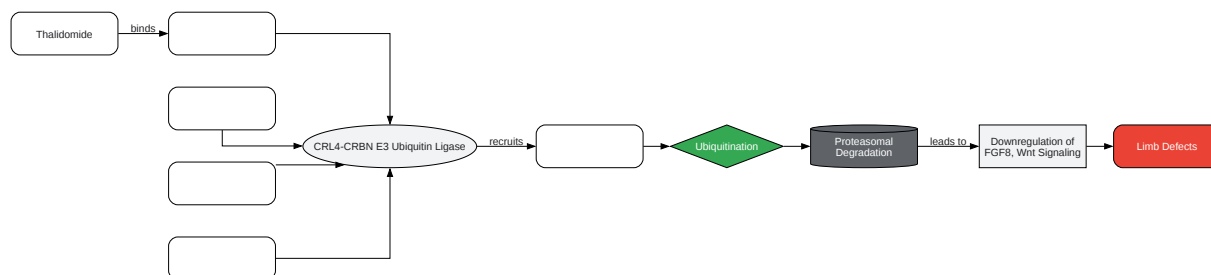 Thalidomide
binds
CRL4-CRBN E3 Ubiquitin Ligase
recruits
Ubiquitination
Proteasomal
Degradation
leads to
Downregulation of
FGF8, Wnt Signaling
Limb Defects